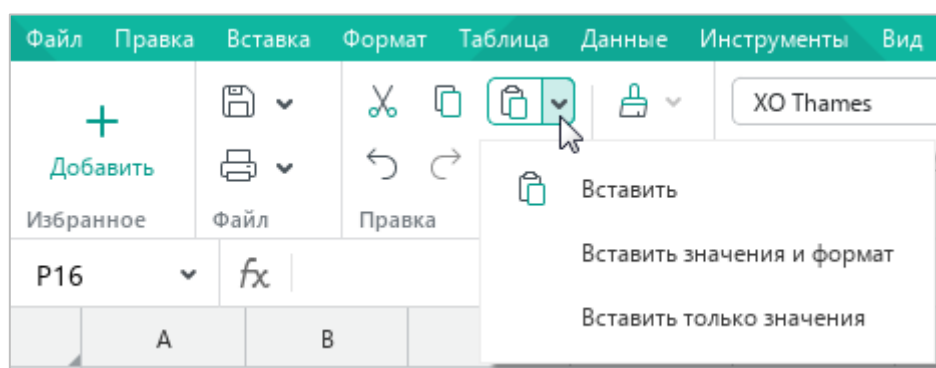 Файл Правка Вставка Формат Таблица Данные Инструменты Вид
XO Thames
Добавить
Вставить
Избранное Файл Правка
Вставить значения и формат
P16 fx
Вставить только значения
A B